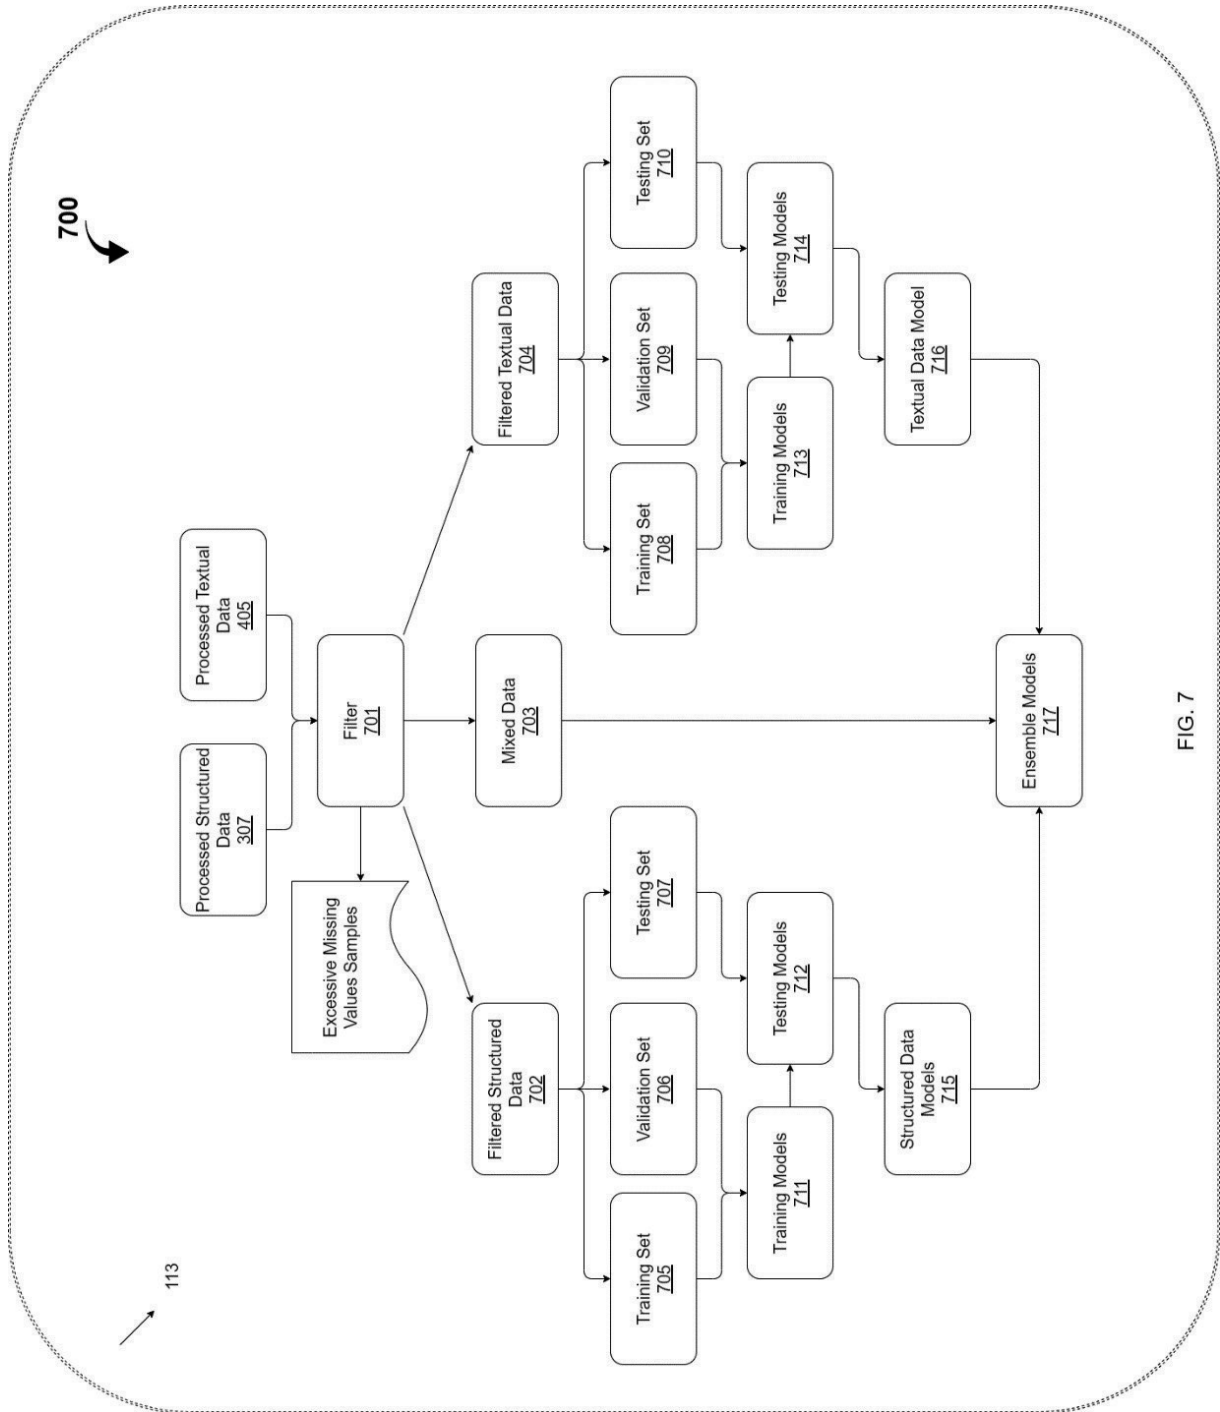 700
113
Processed Structured
Data
307
Processed Textual
Data
405
Excessive Missing
Values Samples
Filter
701
Filtered Structured
Data
702
Mixed Data
703
Filtered Textual Data
704
Training Set
705
Validation Set
706
Testing Set
707
Training Set
708
Validation Set
709
Testing Set
710
Training Models
711
Testing Models
712
Training Models
713
Testing Models
714
Structured Data
Models
715
Textual Data Model
716
Ensemble Models
717
FIG. 7